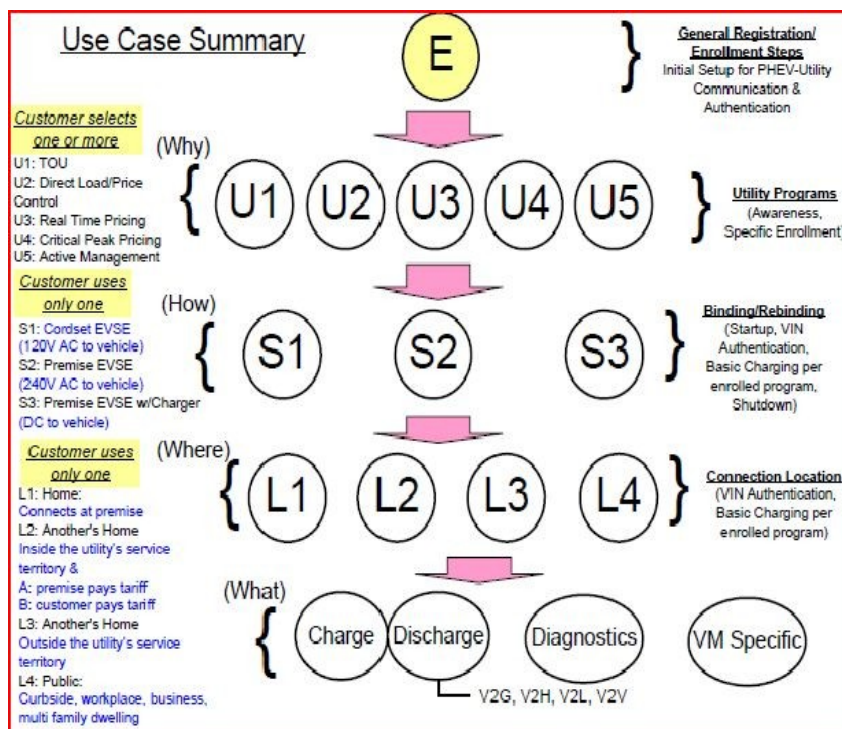 Use Case Summary
E
General Registration/
Enrollment Steps
Initial Setup for PHEV-Utility
Communication &
Authentication
Customer selects
one or more
(Why)
U1: TOU
U2: Direct Load/Price
Control
U3: Real Time Pricing
U4: Critical Peak Pricing
U5: Active Management
U1 U2 U3 U4 U5
Utility Programs
(Awareness,
Specific Enrollment)
Customer uses
only one
(How)
S1: Cordset EVSE
(120V AC to vehicle)
S2: Premise EVSE
(240V AC to vehicle)
S3: Premise EVSE w/Charger
(DC to vehicle)
S1 S2 S3
Binding/Rebinding
(Startup, VIN
Authentication,
Basic Charging per
enrolled program,
Shutdown)
Customer uses
only one
(Where)
L1: Home:
Connects at premise
L2: Another's Home
Inside the utility's service
territory &
A: premise pays tariff
B: customer pays tariff
L3: Another's Home
Outside the utility's service
territory
L4: Public:
Curbside, workplace, business,
multi family dwelling
L1 L2 L3 L4
Connection Location
(VIN Authentication,
Basic Charging per
enrolled program)
(What)
Charge Discharge Diagnostics VM Specific
V2G, V2H, V2L, V2V